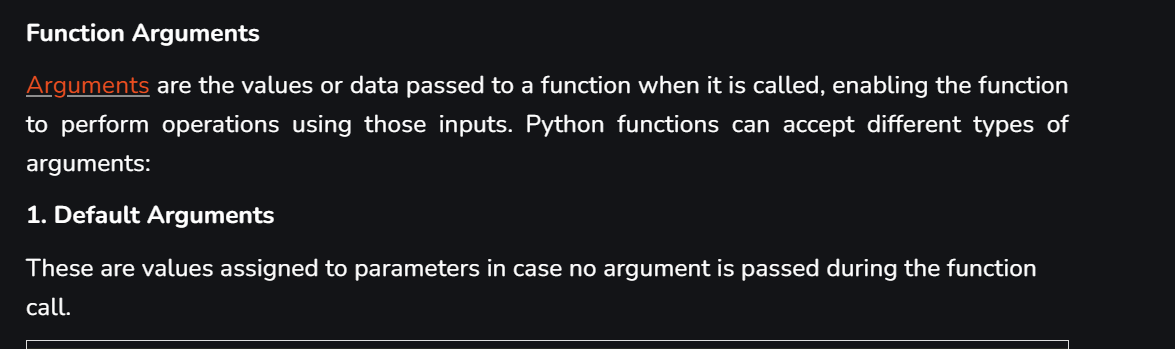 Function Arguments
Arguments are the values or data passed to a function when it is called, enabling the function
to perform operations using those inputs. Python functions can accept different types of
arguments:
1. Default Arguments
These are values assigned to parameters in case no argument is passed during the function
call.